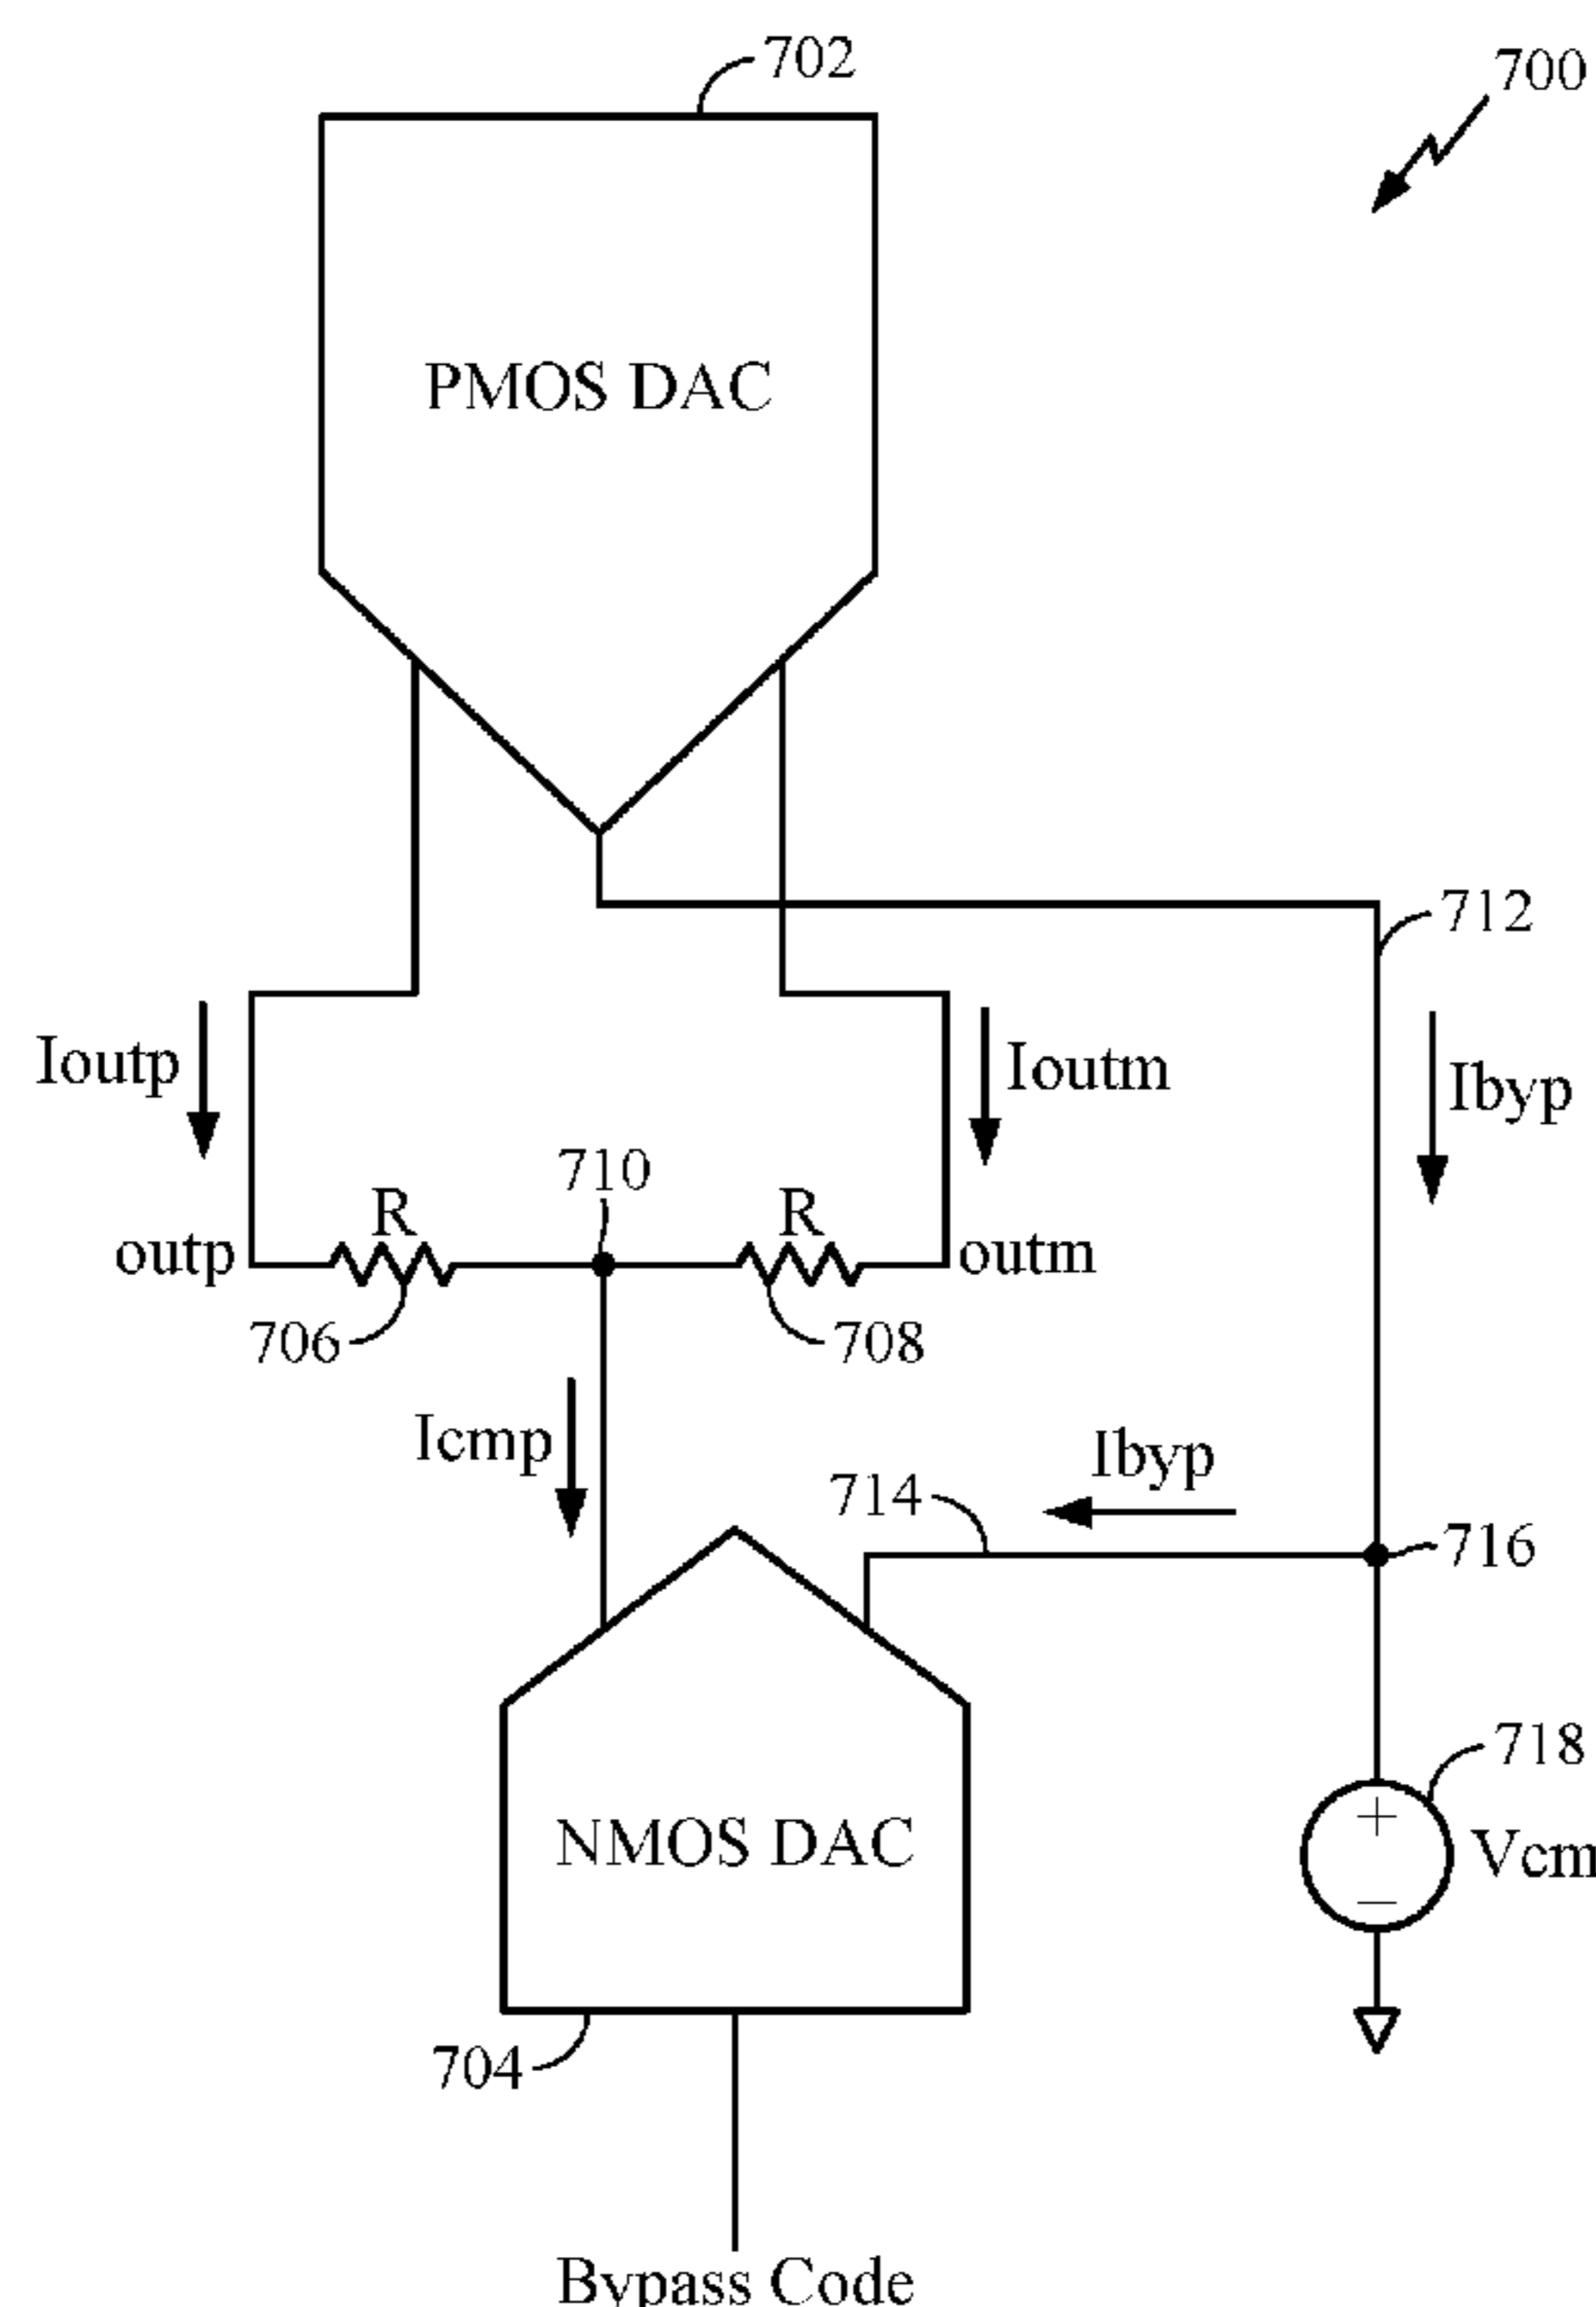 702
700
PMOS DAC
712
Ioutp
Ioutm
Ibyp
710
R
R
outp
outm
706
708
Icmp
Ibyp
714
716
718
NMOS DAC
Vcm
704
Bypass Code